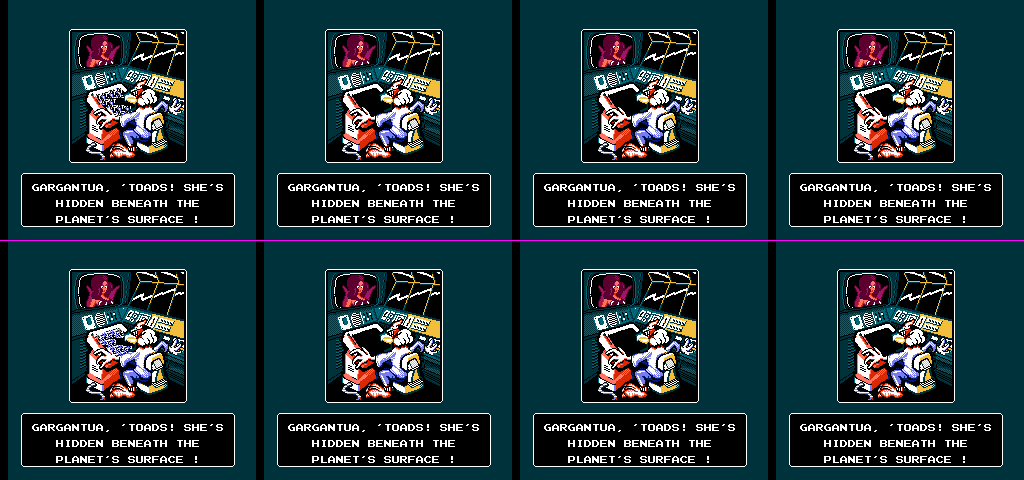 GARGANTUA, 'TOADS! SHE'S
HIDDEN BENEATH THE
PLANET'S SURFACE !
GARGANTUA, 'TOADS! SHE'S
HIDDEN BENEATH THE
PLANET'S SURFACE !
GARGANTUA, 'TOADS! SHE'S
HIDDEN BENEATH THE
PLANET'S SURFACE !
GARGANTUA, 'TOADS! SHE'S
HIDDEN BENEATH THE
PLANET'S SURFACE !
GARGANTUA, 'TOADS! SHE'S
HIDDEN BENEATH THE
PLANET'S SURFACE !
GARGANTUA, 'TOADS! SHE'S
HIDDEN BENEATH THE
PLANET'S SURFACE !
GARGANTUA, 'TOADS! SHE'S
HIDDEN BENEATH THE
PLANET'S SURFACE !
GARGANTUA, 'TOADS! SHE'S
HIDDEN BENEATH THE
PLANET'S SURFACE !